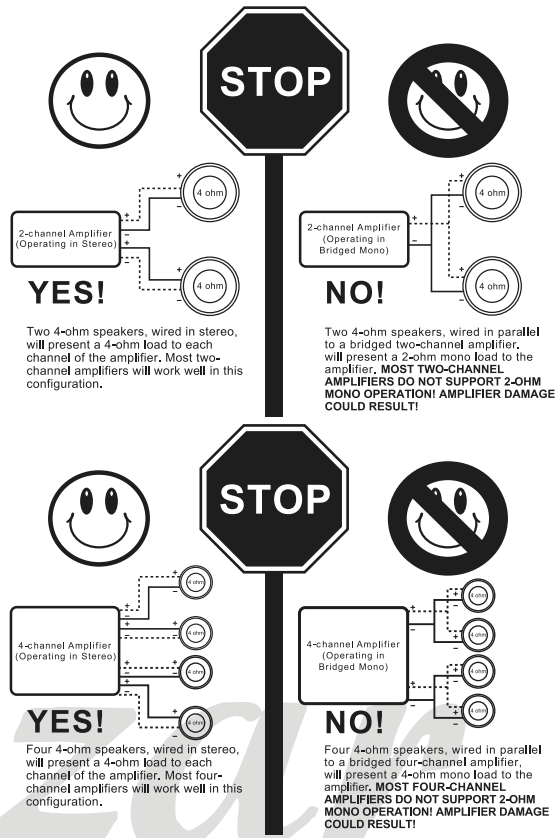 STOP
2-channel Amplifier
(Operating in Stereo)
+
−
+
−
+
−
4 ohm
+
−
4 ohm
YES!
Two 4-ohm speakers, wired in stereo,
will present a 4-ohm load to each
channel of the amplifier. Most two-
channel amplifiers will work well in this
configuration.
2-channel Amplifier
(Operating in
Bridged Mono)
+
−
+
−
4 ohm
+
−
4 ohm
NO!
Two 4-ohm speakers, wired in parallel
to a bridged two-channel amplifier,
will present a 2-ohm mono load to the
amplifier. MOST TWO-CHANNEL
AMPLIFIERS DO NOT SUPPORT 2-OHM
MONO OPERATION! AMPLIFIER DAMAGE
COULD RESULT!
STOP
4-channel Amplifier
(Operating in Stereo)
+
−
+
−
+
−
+
−
+
−
4 ohm
+
−
4 ohm
+
−
4 ohm
+
−
4 ohm
YES!
Four 4-ohm speakers, wired in stereo,
will present a 4-ohm load to each
channel of the amplifier. Most four-
channel amplifiers will work well in this
configuration.
4-channel Amplifier
(Operating in
Bridged Mono)
+
−
+
−
+
−
4 ohm
+
−
4 ohm
+
−
4 ohm
+
−
4 ohm
NO!
Four 4-ohm speakers, wired in parallel
to a bridged four-channel amplifier,
will present a 4-ohm mono load to the
amplifier. MOST FOUR-CHANNEL
AMPLIFIERS DO NOT SUPPORT 2-OHM
MONO OPERATION! AMPLIFIER DAMAGE
COULD RESULT!